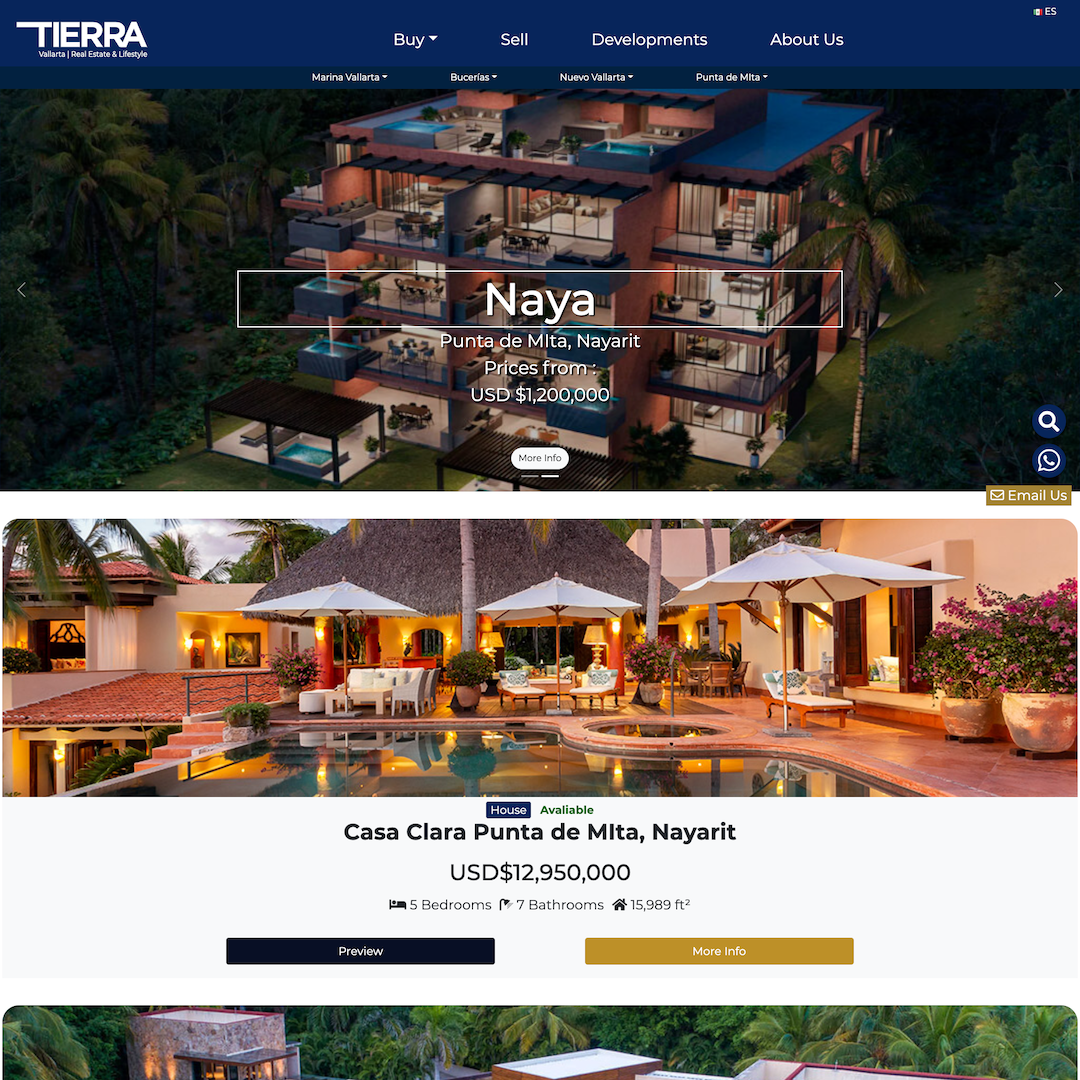 ES
TIERRA
Vallarta | Real Estate & Lifestyle
Buy Sell Developments About Us
Marina Vallarta Bucerías Nuevo Vallarta Punta de MIta
Naya
Punta de MIta, Nayarit
Prices from :
USD $1,200,000
More Info
Email Us
House Avaliable
Casa Clara Punta de MIta, Nayarit
USD$12,950,000
5 Bedrooms 7 Bathrooms 15,989 ft²
Preview More Info